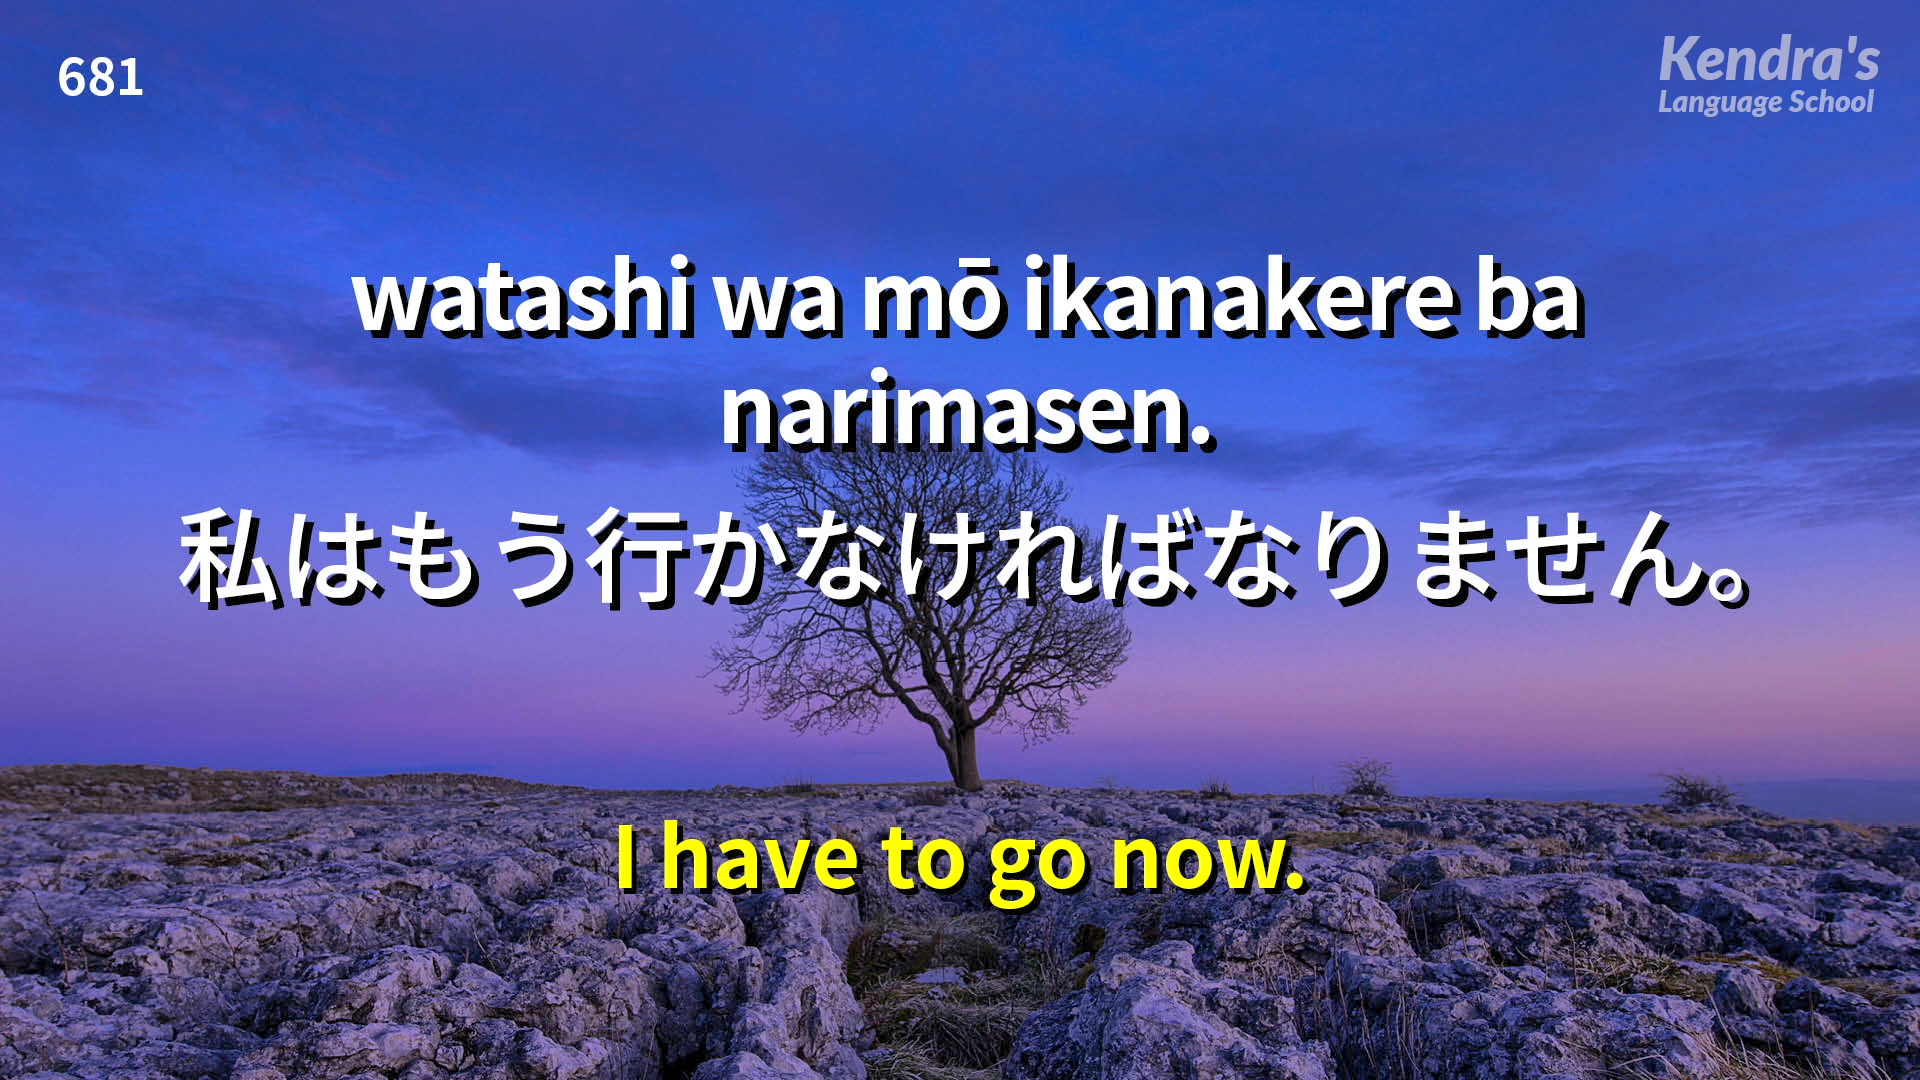 681
Kendra's
Language School
watashi wa mō ikanakere ba
narimasen.
私はもう行かなければなりません。
I have to go now.